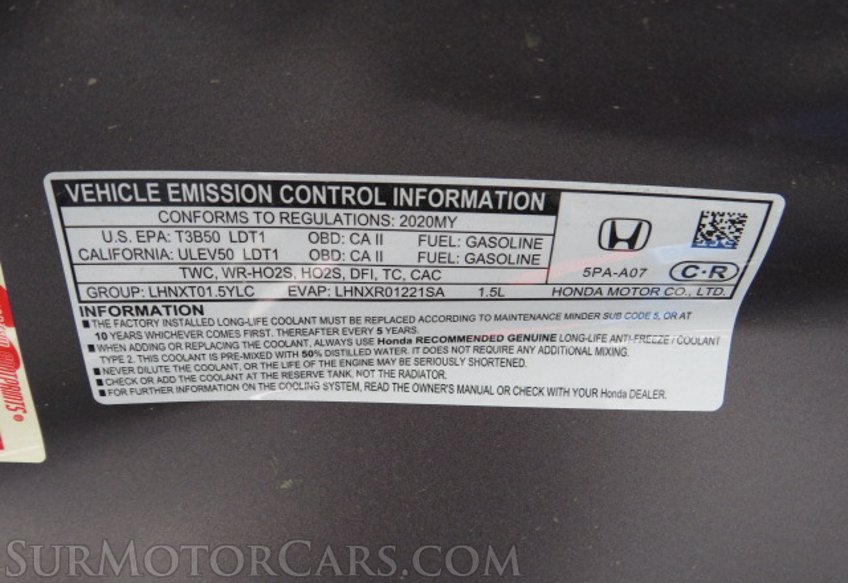 VEHICLE EMISSION CONTROL INFORMATION
CONFORMS TO REGULATIONS: 2020MY
U.S. EPA: T3B50 LDT1 OBD: CA II FUEL: GASOLINE
CALIFORNIA: ULEV50 LDT1 OBD: CA II FUEL: GASOLINE
TWC, WR-HO2S, HO2S, DFI, TC, CAC
5PA-A07 C·R
GROUP: LHNXT01.5YLC EVAP: LHNXR01221SA 1.5L HONDA MOTOR CO., LTD.
INFORMATION
■ THE FACTORY INSTALLED LONG-LIFE COOLANT MUST BE REPLACED ACCORDING TO MAINTENANCE MINDER SUB CODE 5, OR AT
10 YEARS WHICHEVER COMES FIRST. THEREAFTER EVERY 5 YEARS.
■ WHEN ADDING OR REPLACING THE COOLANT, ALWAYS USE Honda RECOMMENDED GENUINE LONG-LIFE ANTI-FREEZE / COOLANT
TYPE 2. THIS COOLANT IS PRE-MIXED WITH 50% DISTILLED WATER. IT DOES NOT REQUIRE ANY ADDITIONAL MIXING.
■ NEVER DILUTE THE COOLANT, OR THE LIFE OF THE ENGINE MAY BE SERIOUSLY SHORTENED.
■ CHECK OR ADD THE COOLANT AT THE RESERVE TANK, NOT THE RADIATOR.
■ FOR FURTHER INFORMATION ON THE COOLING SYSTEM, READ THE OWNER'S MANUAL OR CHECK WITH YOUR Honda DEALER.
SURMOTORCARS.COM